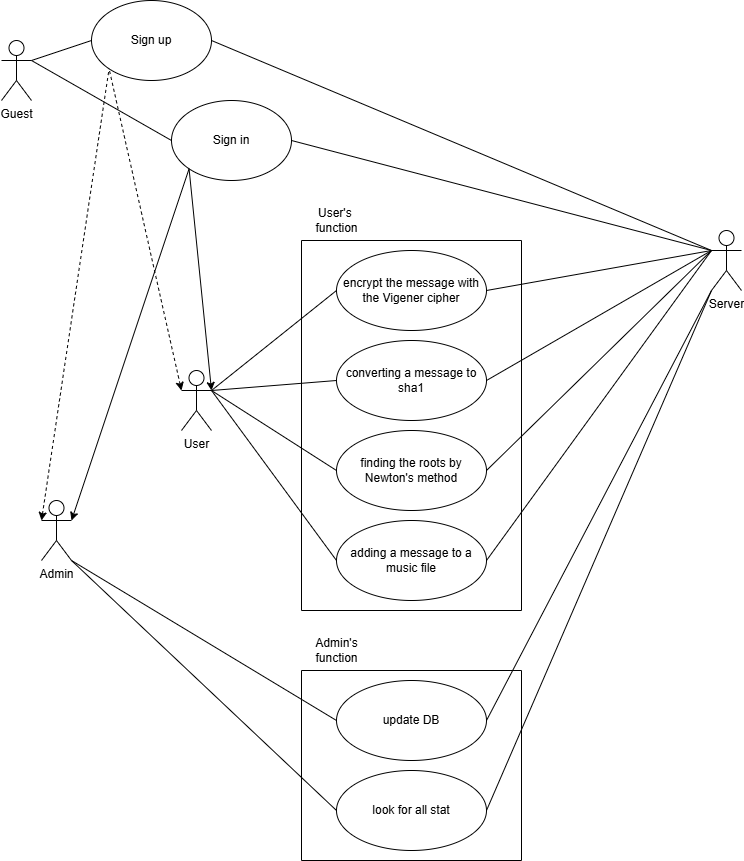 Sign up
Guest
Sign in
User's
function
encrypt the message with
the Vigener cipher
Server
converting a message to
sha1
User
finding the roots by
Newton's method
adding a message to a
music file
Admin
Admin's
function
update DB
look for all stat